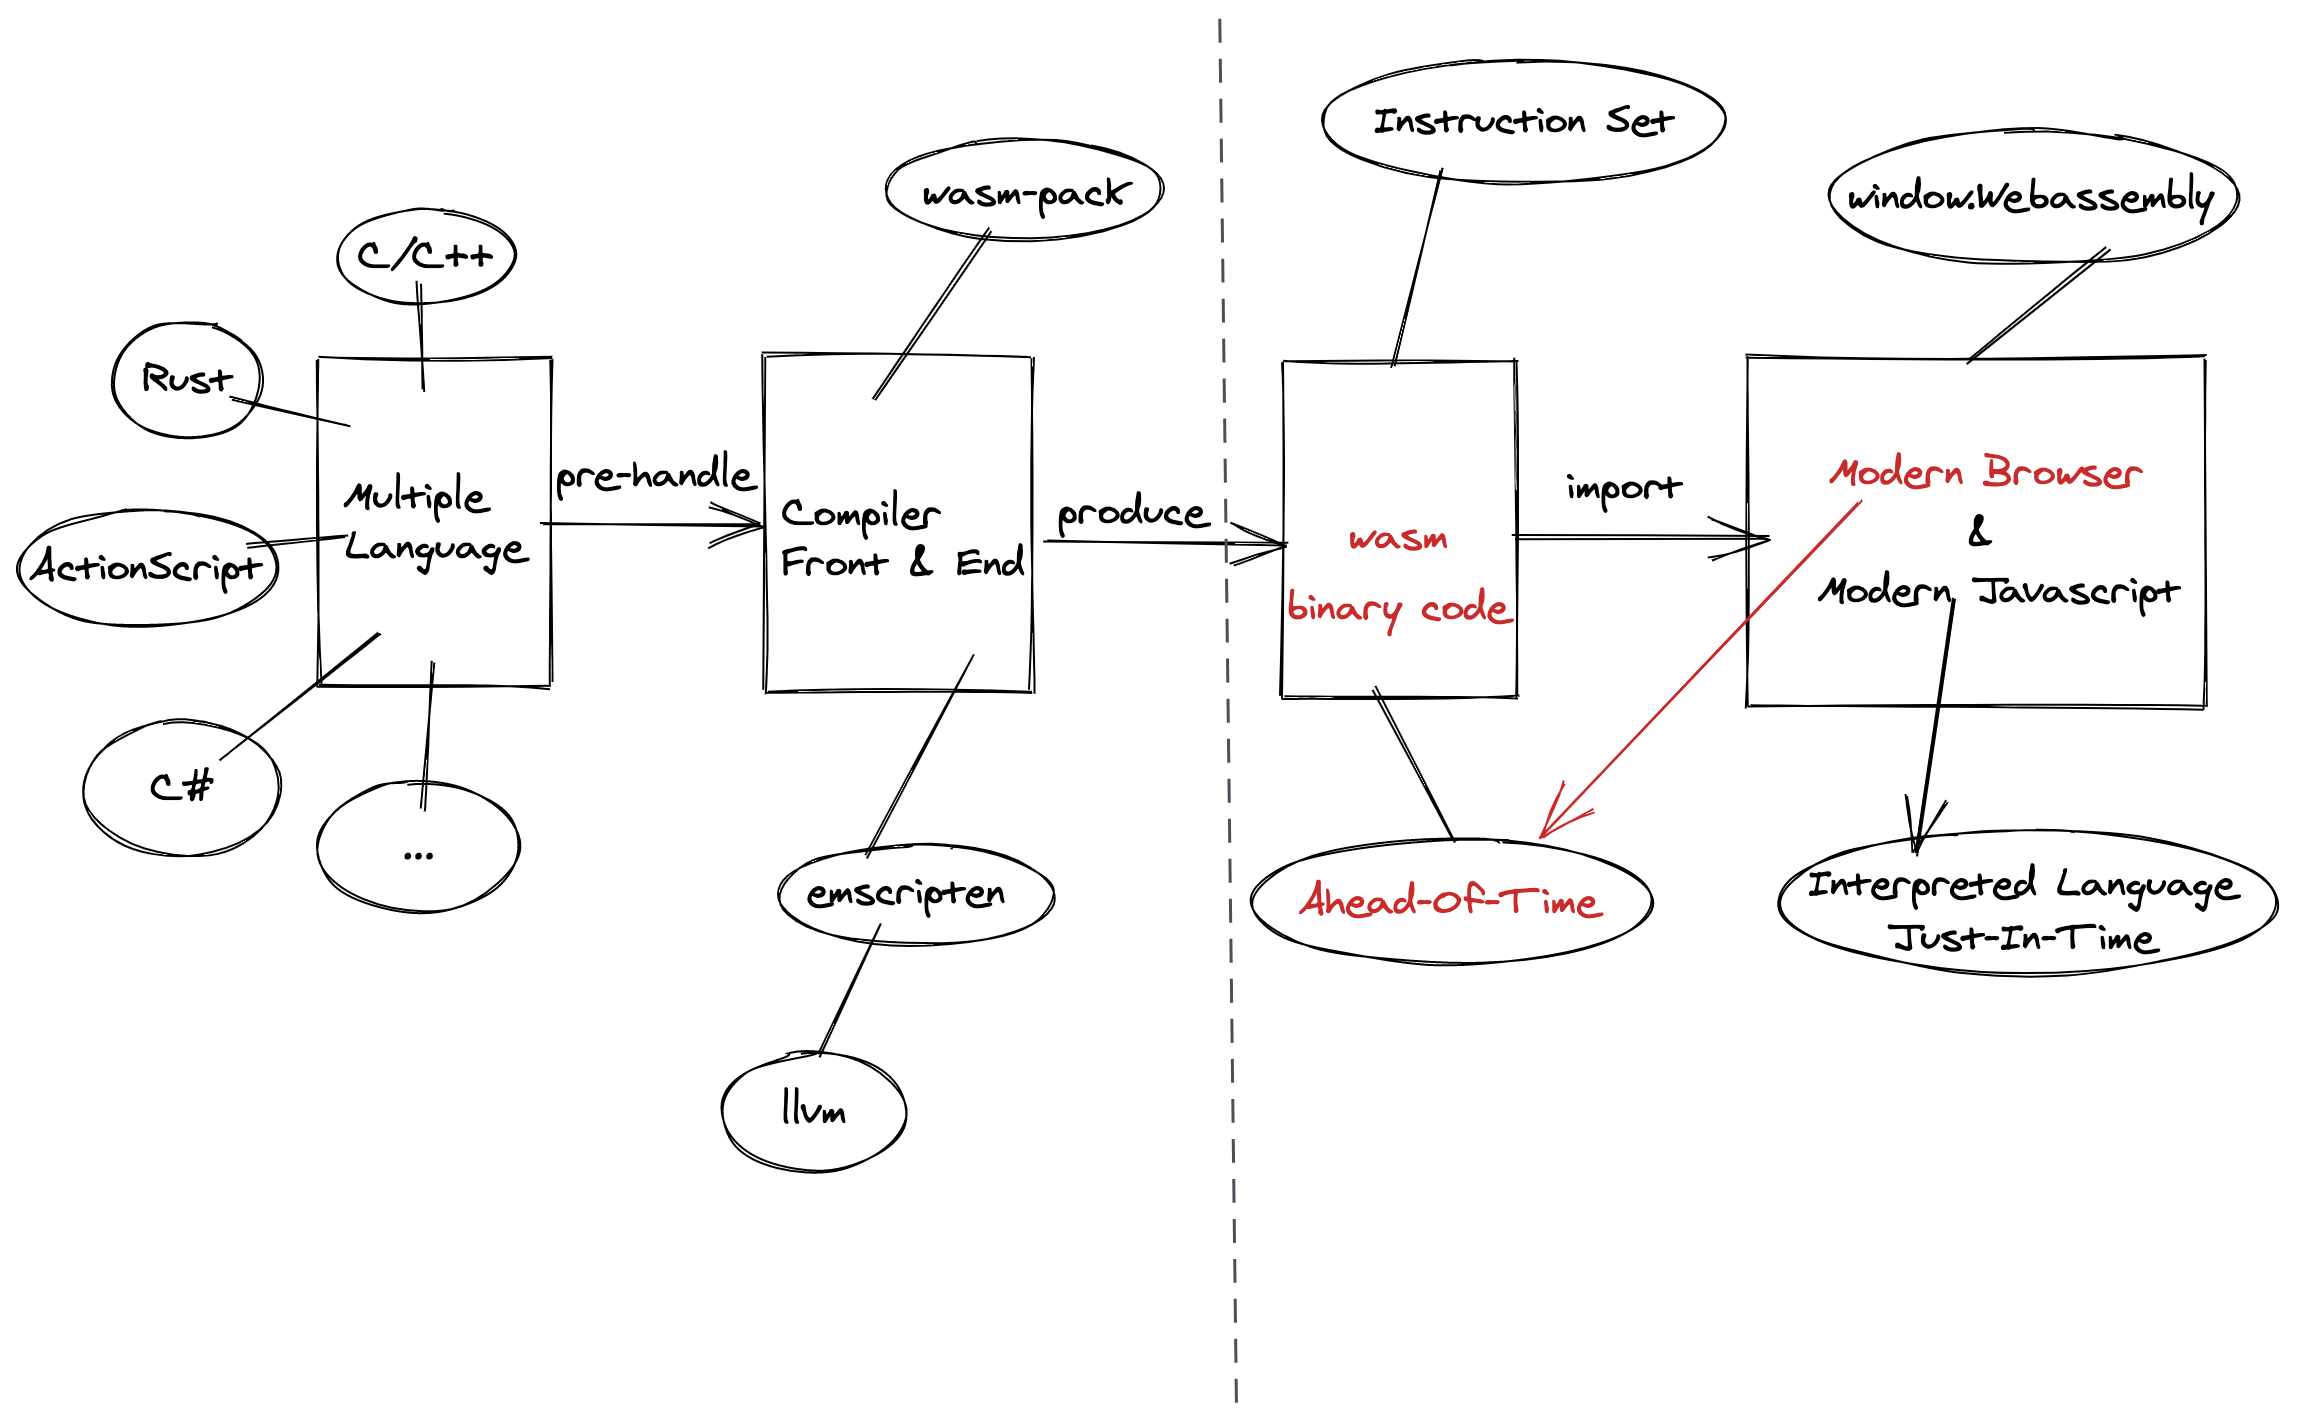 Instruction Set
wasm-pack
window.Webassembly
C/C++
Rust
Multiple
Language
ActionScript
C#
...
pre-handle
Compiler
Front & End
produce
emscripten
llvm
wasm
binary code
import
Modern Browser
&
Modern Javascript
Ahead-Of-Time
Interpreted Language
Just-In-Time